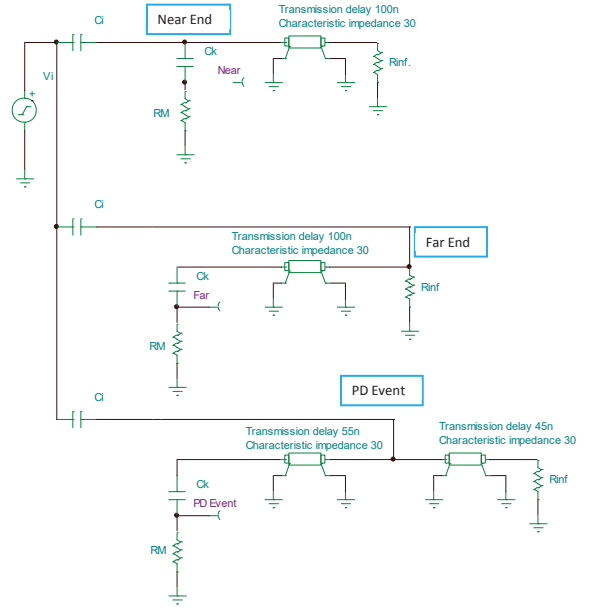 Transmission delay 100n
Characteristic impedance 30
Ci
Near End
Ck
Near
Rinf.
Vi
+
RM
Ci
Transmission delay 100n
Characteristic impedance 30
Far End
Ck
Far
Rinf
RM
PD Event
Ci
Transmission delay 55n
Characteristic impedance 30
Transmission delay 45n
Characteristic impedance 30
Ck
Rinf
PD Event
RM